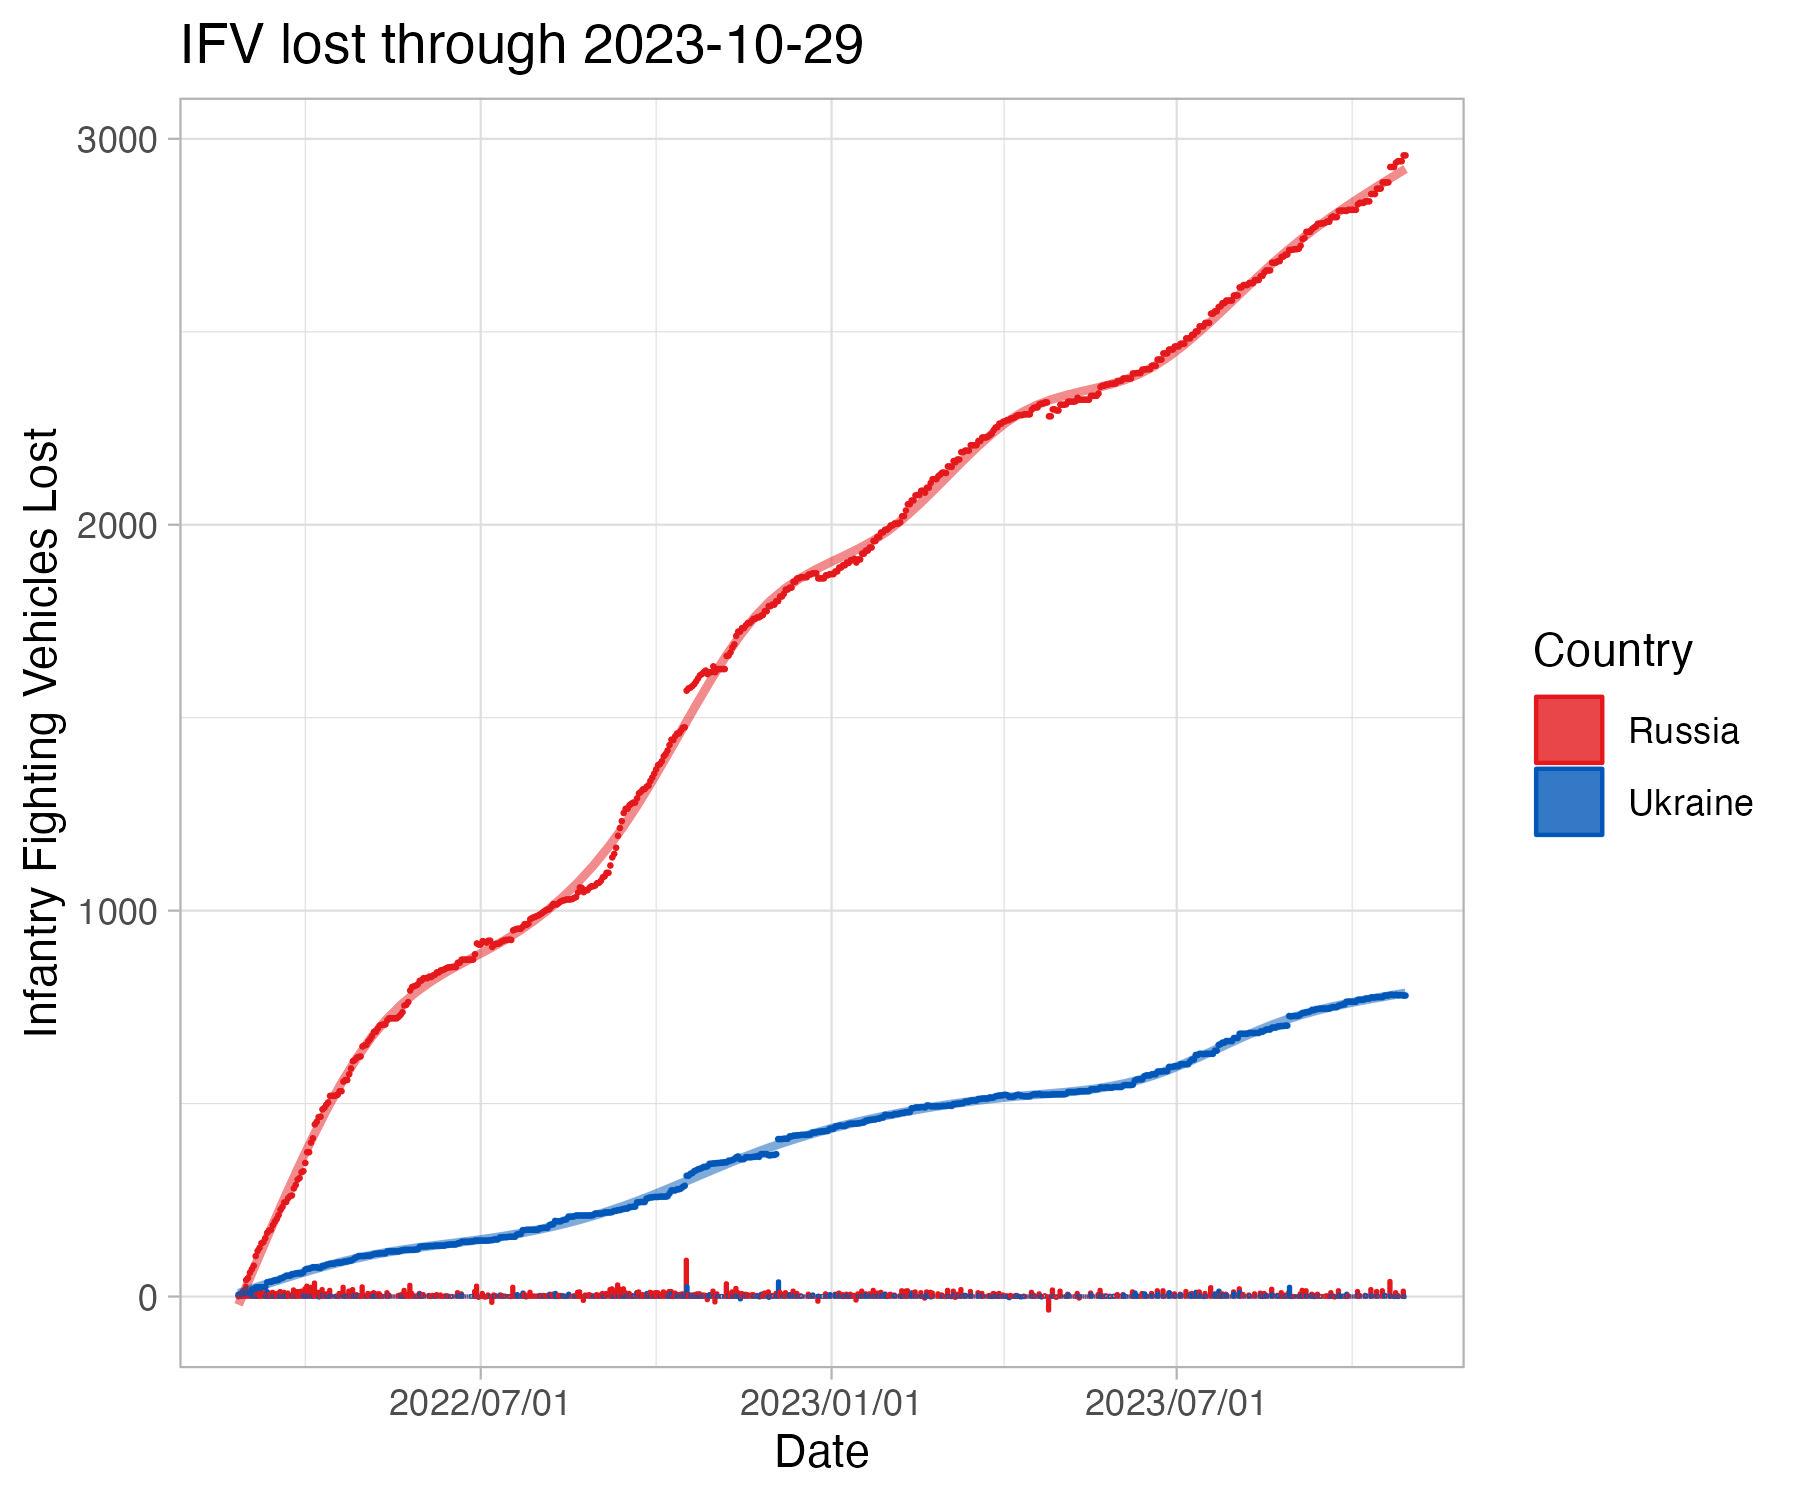 IFV lost through 2023-10-29
Infantry Fighting Vehicles Lost
3000
2000
1000
0
2022/07/01
2023/01/01
2023/07/01
Date
Country
Russia
Ukraine